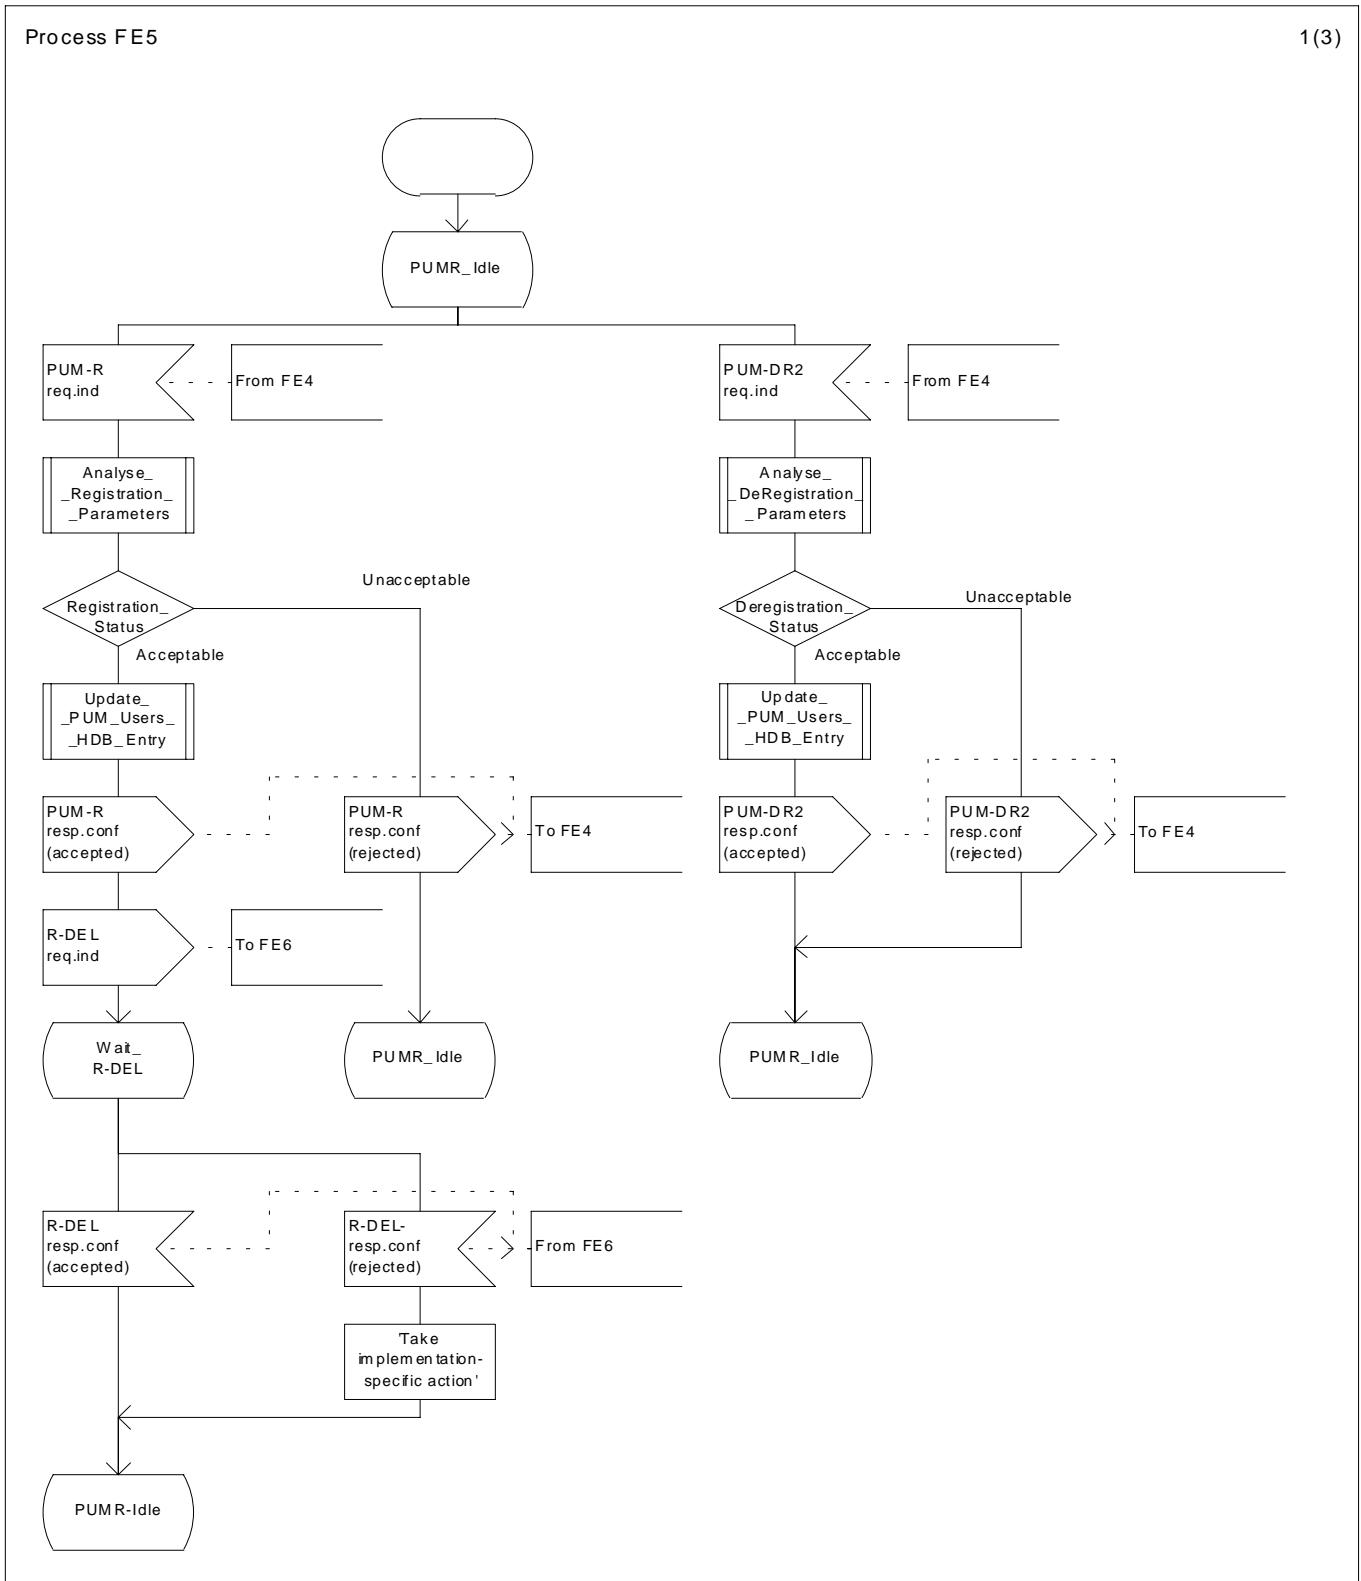 Process FE5
1(3)
PUMR_Idle
PUM-R
req.ind
From FE4
PUM-DR2
req.ind
From FE4
Analyse_
_Registration_
_Parameters
Analyse_
_DeRegistration_
_Parameters
Registration_
Status
Unacceptable
Acceptable
Deregistration_
Status
Unacceptable
Acceptable
Update_
_PUM_Users_
_HDB_Entry
Update_
_PUM_Users_
_HDB_Entry
PUM-R
resp.conf
(accepted)
PUM-R
resp.conf
(rejected)
To FE4
PUM-DR2
resp.conf
(accepted)
PUM-DR2
resp.conf
(rejected)
To FE4
R-DEL
req.ind
To FE6
Wait_
R-DEL
PUMR_Idle
PUMR_Idle
R-DEL
resp.conf
(accepted)
R-DEL-
resp.conf
(rejected)
From FE6
'Take
implementation-
specific action'
PUMR-Idle